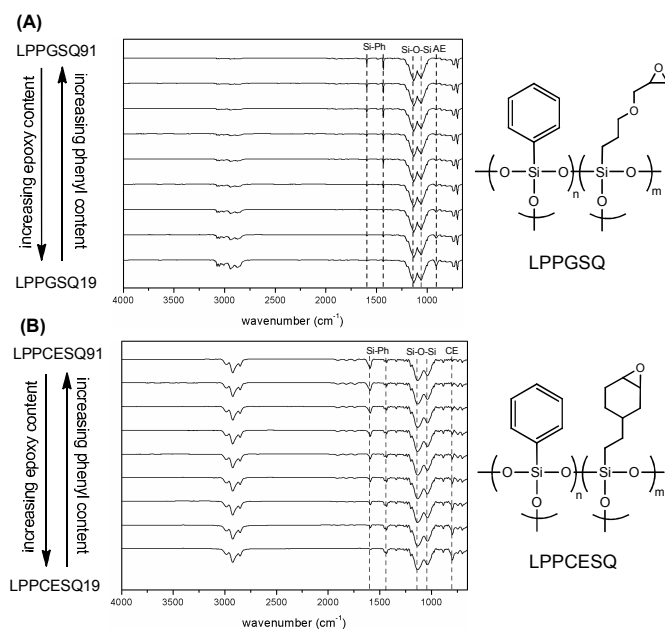 (A)
LPPGSQ91
increasing epoxy content
increasing phenyl content
LPPGSQ19
Si-Ph
Si-O-Si
AE
4000 3500 3000 2500 2000 1500 1000
wavenumber (cm-1)
O
O
O Si O Si O
n m
O O
LPPGSQ
(B)
LPPCESQ91
increasing epoxy content
increasing phenyl content
LPPCESQ19
Si-Ph
Si-O-Si
CE
4000 3500 3000 2500 2000 1500 1000
wavenumber (cm-1)
O
O Si O Si O
n m
O O
LPPCESQ